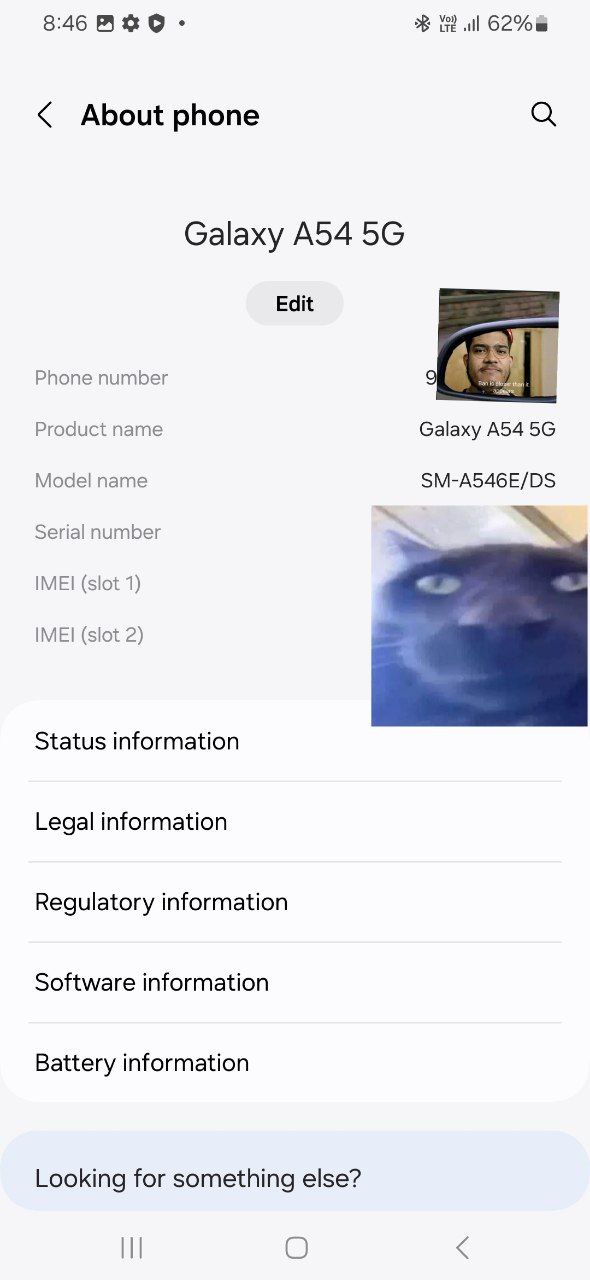 8:46
Vo)) LTE 62%
About phone
Galaxy A54 5G
Edit
Phone number 9
Product name Galaxy A54 5G
Model name SM-A546E/DS
Serial number
IMEI (slot 1)
IMEI (slot 2)
Status information
Legal information
Regulatory information
Software information
Battery information
Looking for something else?